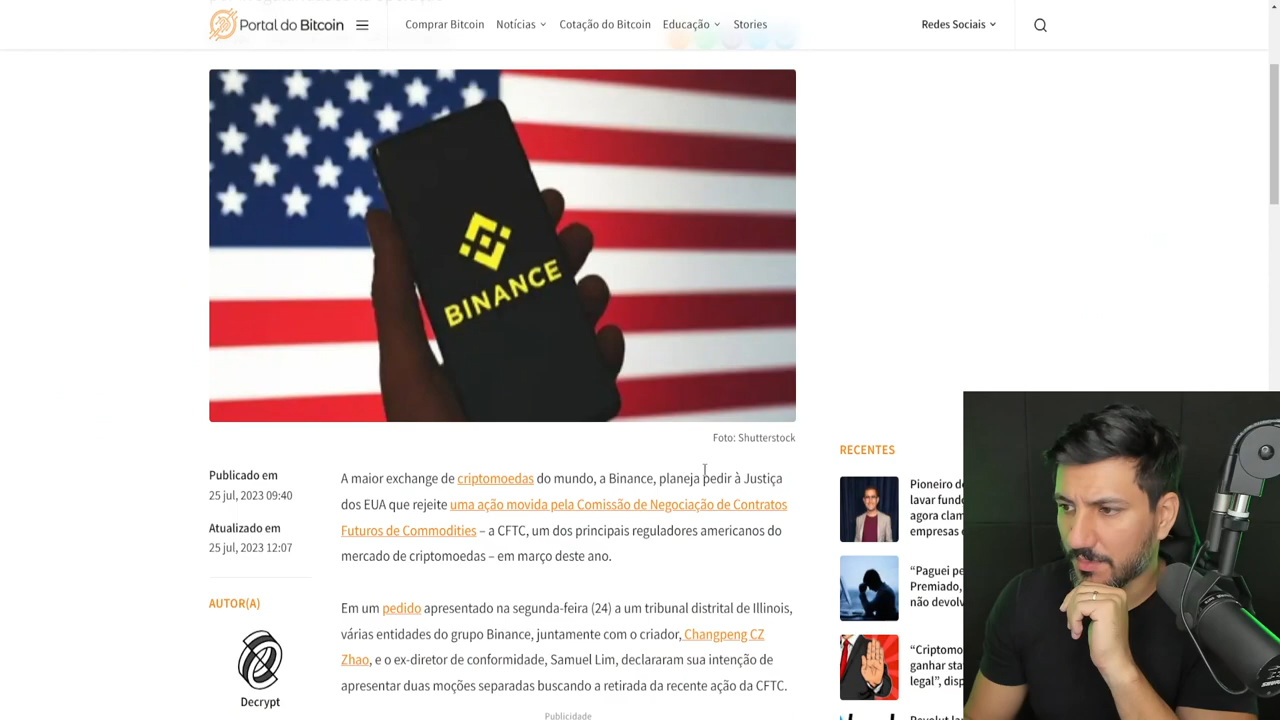 Portal do Bitcoin
Comprar Bitcoin
Notícias
Cotação do Bitcoin
Educação
Stories
Redes Sociais
BINANCE
Foto: Shutterstock
Publicado em
25 jul, 2023 09:40
Atualizado em
25 jul, 2023 12:07
AUTOR(A)
Decrypt
A maior exchange de criptomoedas do mundo, a Binance, planeja pedir à Justiça
dos EUA que rejeite uma ação movida pela Comissão de Negociação de Contratos
Futuros de Commodities – a CFTC, um dos principais reguladores americanos do
mercado de criptomoedas – em março deste ano.
Em um pedido apresentado na segunda-feira (24) a um tribunal distrital de Illinois,
várias entidades do grupo Binance, juntamente com o criador, Changpeng CZ
Zhao, e o ex-diretor de conformidade, Samuel Lim, declararam sua intenção de
apresentar duas moções separadas buscando a retirada da recente ação da CFTC.
Publicidade
RECENTES
Pioneiro d
lavar fund
agora clam
empresas
“Paguei pe
Premiado,
não devolv
“Criptomo
ganhar sta
legal”, disp